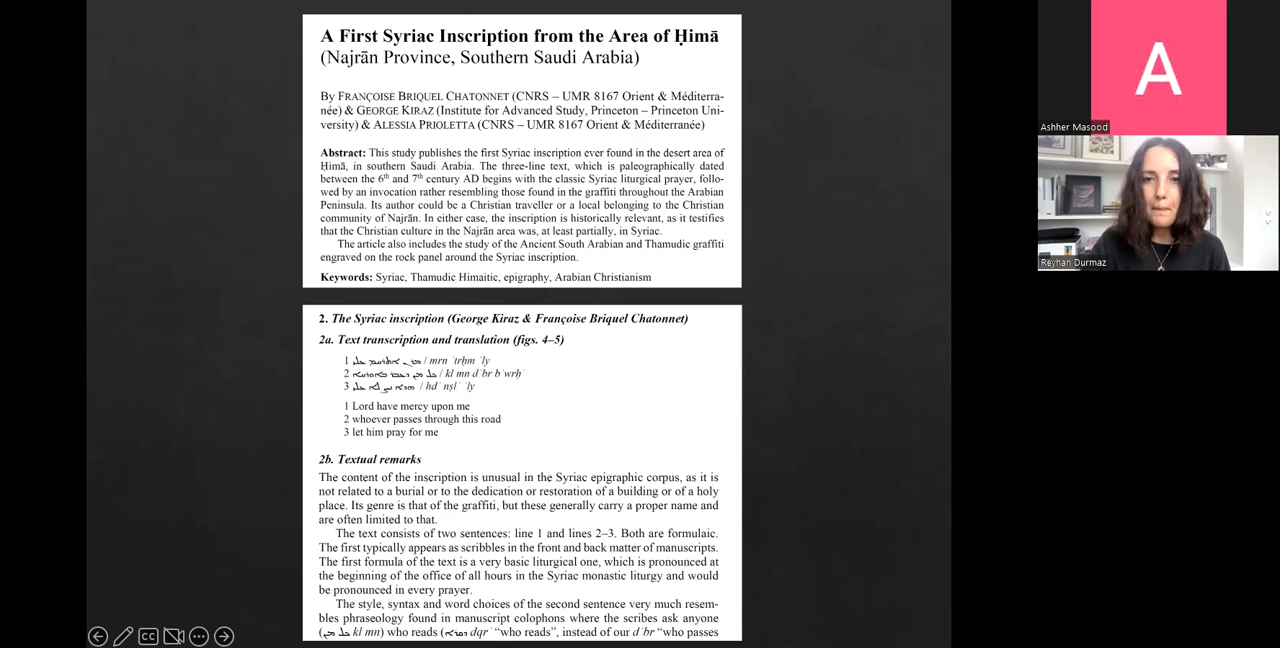 A First Syriac Inscription from the Area of Ḥimā
(Najrān Province, Southern Saudi Arabia)
By FRANÇOISE BRIQUEL CHATONNET (CNRS – UMR 8167 Orient & Méditerra-
née) & GEORGE KIRAZ (Institute for Advanced Study, Princeton – Princeton Uni-
versity) & ALESSIA PRIOLETTA (CNRS – UMR 8167 Orient & Méditerranée)
Abstract: This study publishes the first Syriac inscription ever found in the desert area of
Ḥimā, in southern Saudi Arabia. The three-line text, which is paleographically dated
between the 6th and 7th century AD begins with the classic Syriac liturgical prayer, follo-
wed by an invocation rather resembling those found in the graffiti throughout the Arabian
Peninsula. Its author could be a Christian traveller or a local belonging to the Christian
community of Najrān. In either case, the inscription is historically relevant, as it testifies
that the Christian culture in the Najrān area was, at least partially, in Syriac.
The article also includes the study of the Ancient South Arabian and Thamudic graffiti
engraved on the rock panel around the Syriac inscription.
Keywords: Syriac, Thamudic Himaitic, epigraphy, Arabian Christianism
2. The Syriac inscription (George Kiraz & Françoise Briquel Chatonnet)
2a. Text transcription and translation (figs. 4–5)
1 ܡܪܢ ܐܬܪܚܡ ܥܠܝ / mrn ʾtrḥm ʿly
2 ܟܠ ܡܢ ܕܥܒܪ ܒܐܘܪܚܐ / kl mn dʿbr bʾwrḥʾ
3 ܗܕܐ ܢܨܠܐ ܥܠܝ / hdʾ nṣlʾ ʿly
1 Lord have mercy upon me
2 whoever passes through this road
3 let him pray for me
2b. Textual remarks
The content of the inscription is unusual in the Syriac epigraphic corpus, as it is
not related to a burial or to the dedication or restoration of a building or of a holy
place. Its genre is that of the graffiti, but these generally carry a proper name and
are often limited to that.
The text consists of two sentences: line 1 and lines 2–3. Both are formulaic.
The first typically appears as scribbles in the front and back matter of manuscripts.
The first formula of the text is a very basic liturgical one, which is pronounced at
the beginning of the office of all hours in the Syriac monastic liturgy and would
be pronounced in every prayer.
The style, syntax and word choices of the second sentence very much resem-
bles phraseology found in manuscript colophons where the scribes ask anyone
(ܟܠ ܡܢ kl mn) who reads (ܕܩܪܐ dqrʾ “who reads”, instead of our dʿbr “who passes
A
Ashher Masood
Reyhan Durmaz
CC